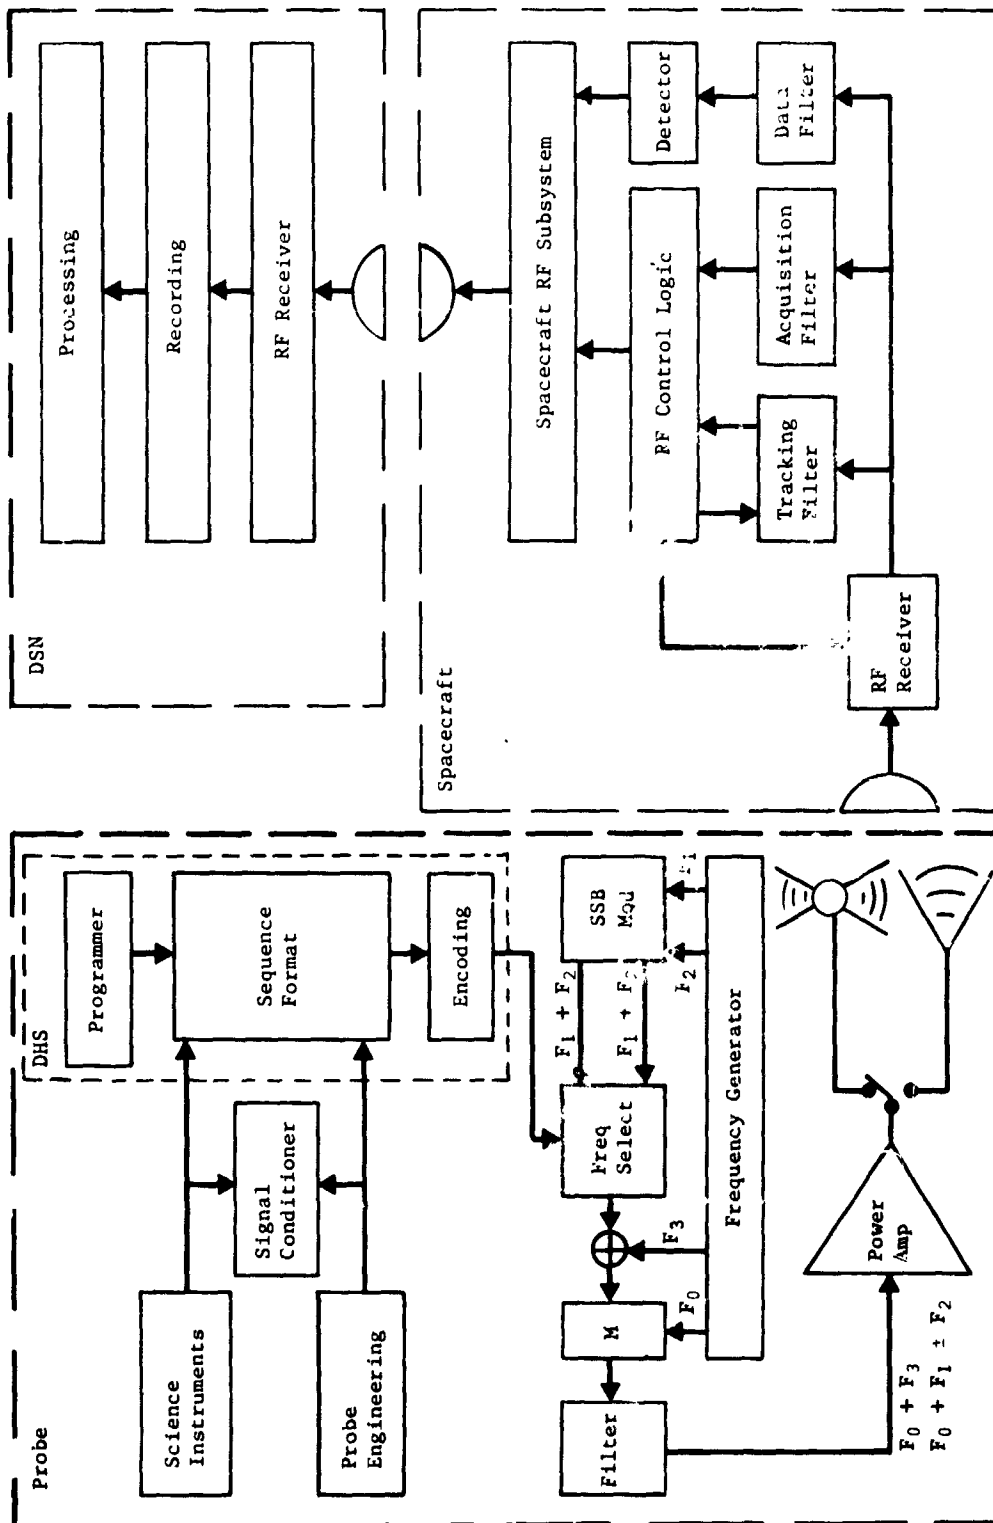 Probe
Science
Instruments
Probe
Engineering
Signal
Conditioner
DHS
Programmer
Sequence
Format
Encoding
Filter
M
Freq
Select
F1 + F2
F1 + F2
SSB
Mod
F0
F3
F2
F1
Frequency Generator
F0 + F3
F0 + F1 ± F2
Power
Amp
DSN
Processing
Recording
RF Receiver
Spacecraft
Spacecraft RF Subsystem
RF Control Logic
Detector
Tracking
Filter
Acquisition
Filter
Data
Filter
RF
Receiver